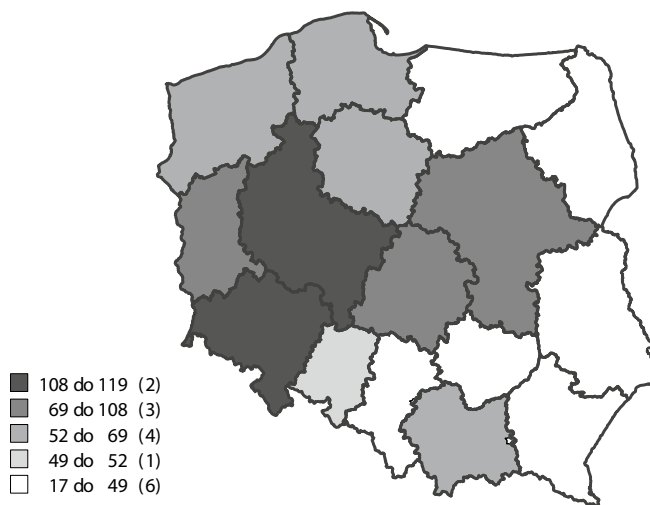 108 do 119 (2)
69 do 108 (3)
52 do 69 (4)
49 do 52 (1)
17 do 49 (6)